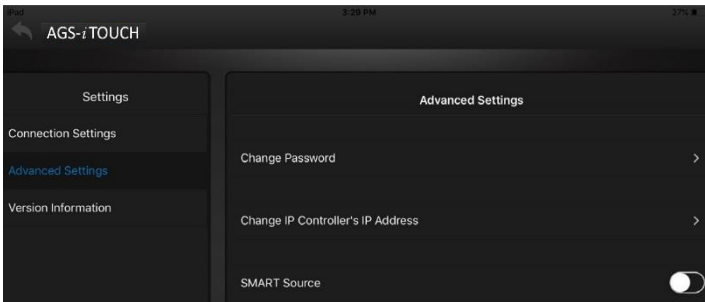 iPad
3:29 PM
37%
AGS-iTOUCH
Settings
Connection Settings
Advanced Settings
Version Information
Advanced Settings
Change Password
Change IP Controller's IP Address
SMART Source